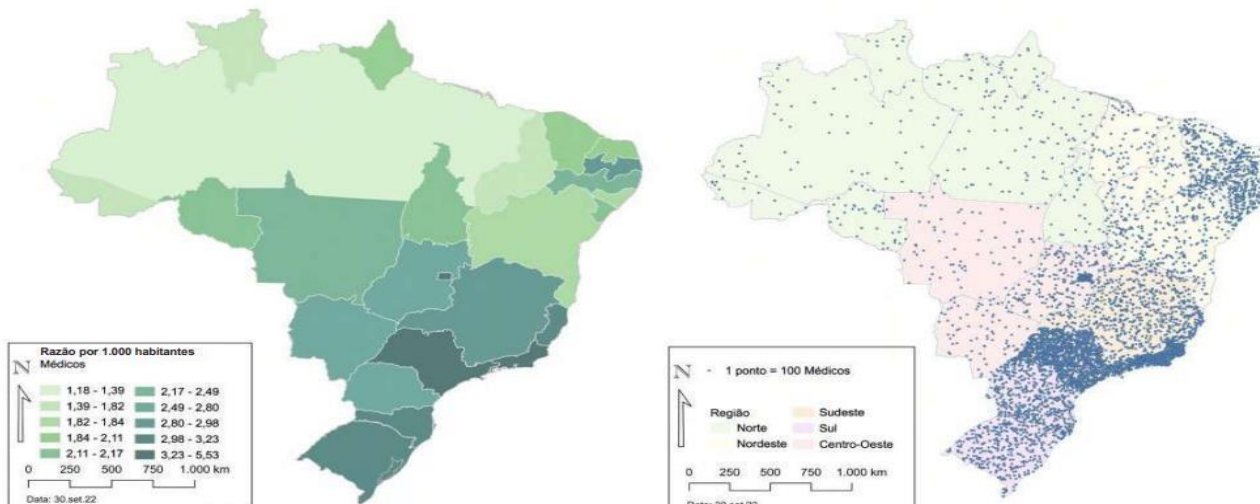 Razão por 1.000 habitantes
Médicos
N
1,18 - 1,39
1,39 - 1,82
1,82 - 1,84
1,84 - 2,11
2,11 - 2,17
2,17 - 2,49
2,49 - 2,80
2,80 - 2,98
2,98 - 3,23
3,23 - 5,53
0 250 500 750 1.000 km
Data: 30.set.22
N
1 ponto = 100 Médicos
Região
Norte
Nordeste
Sudeste
Sul
Centro-Oeste
0 250 500 750 1.000 km